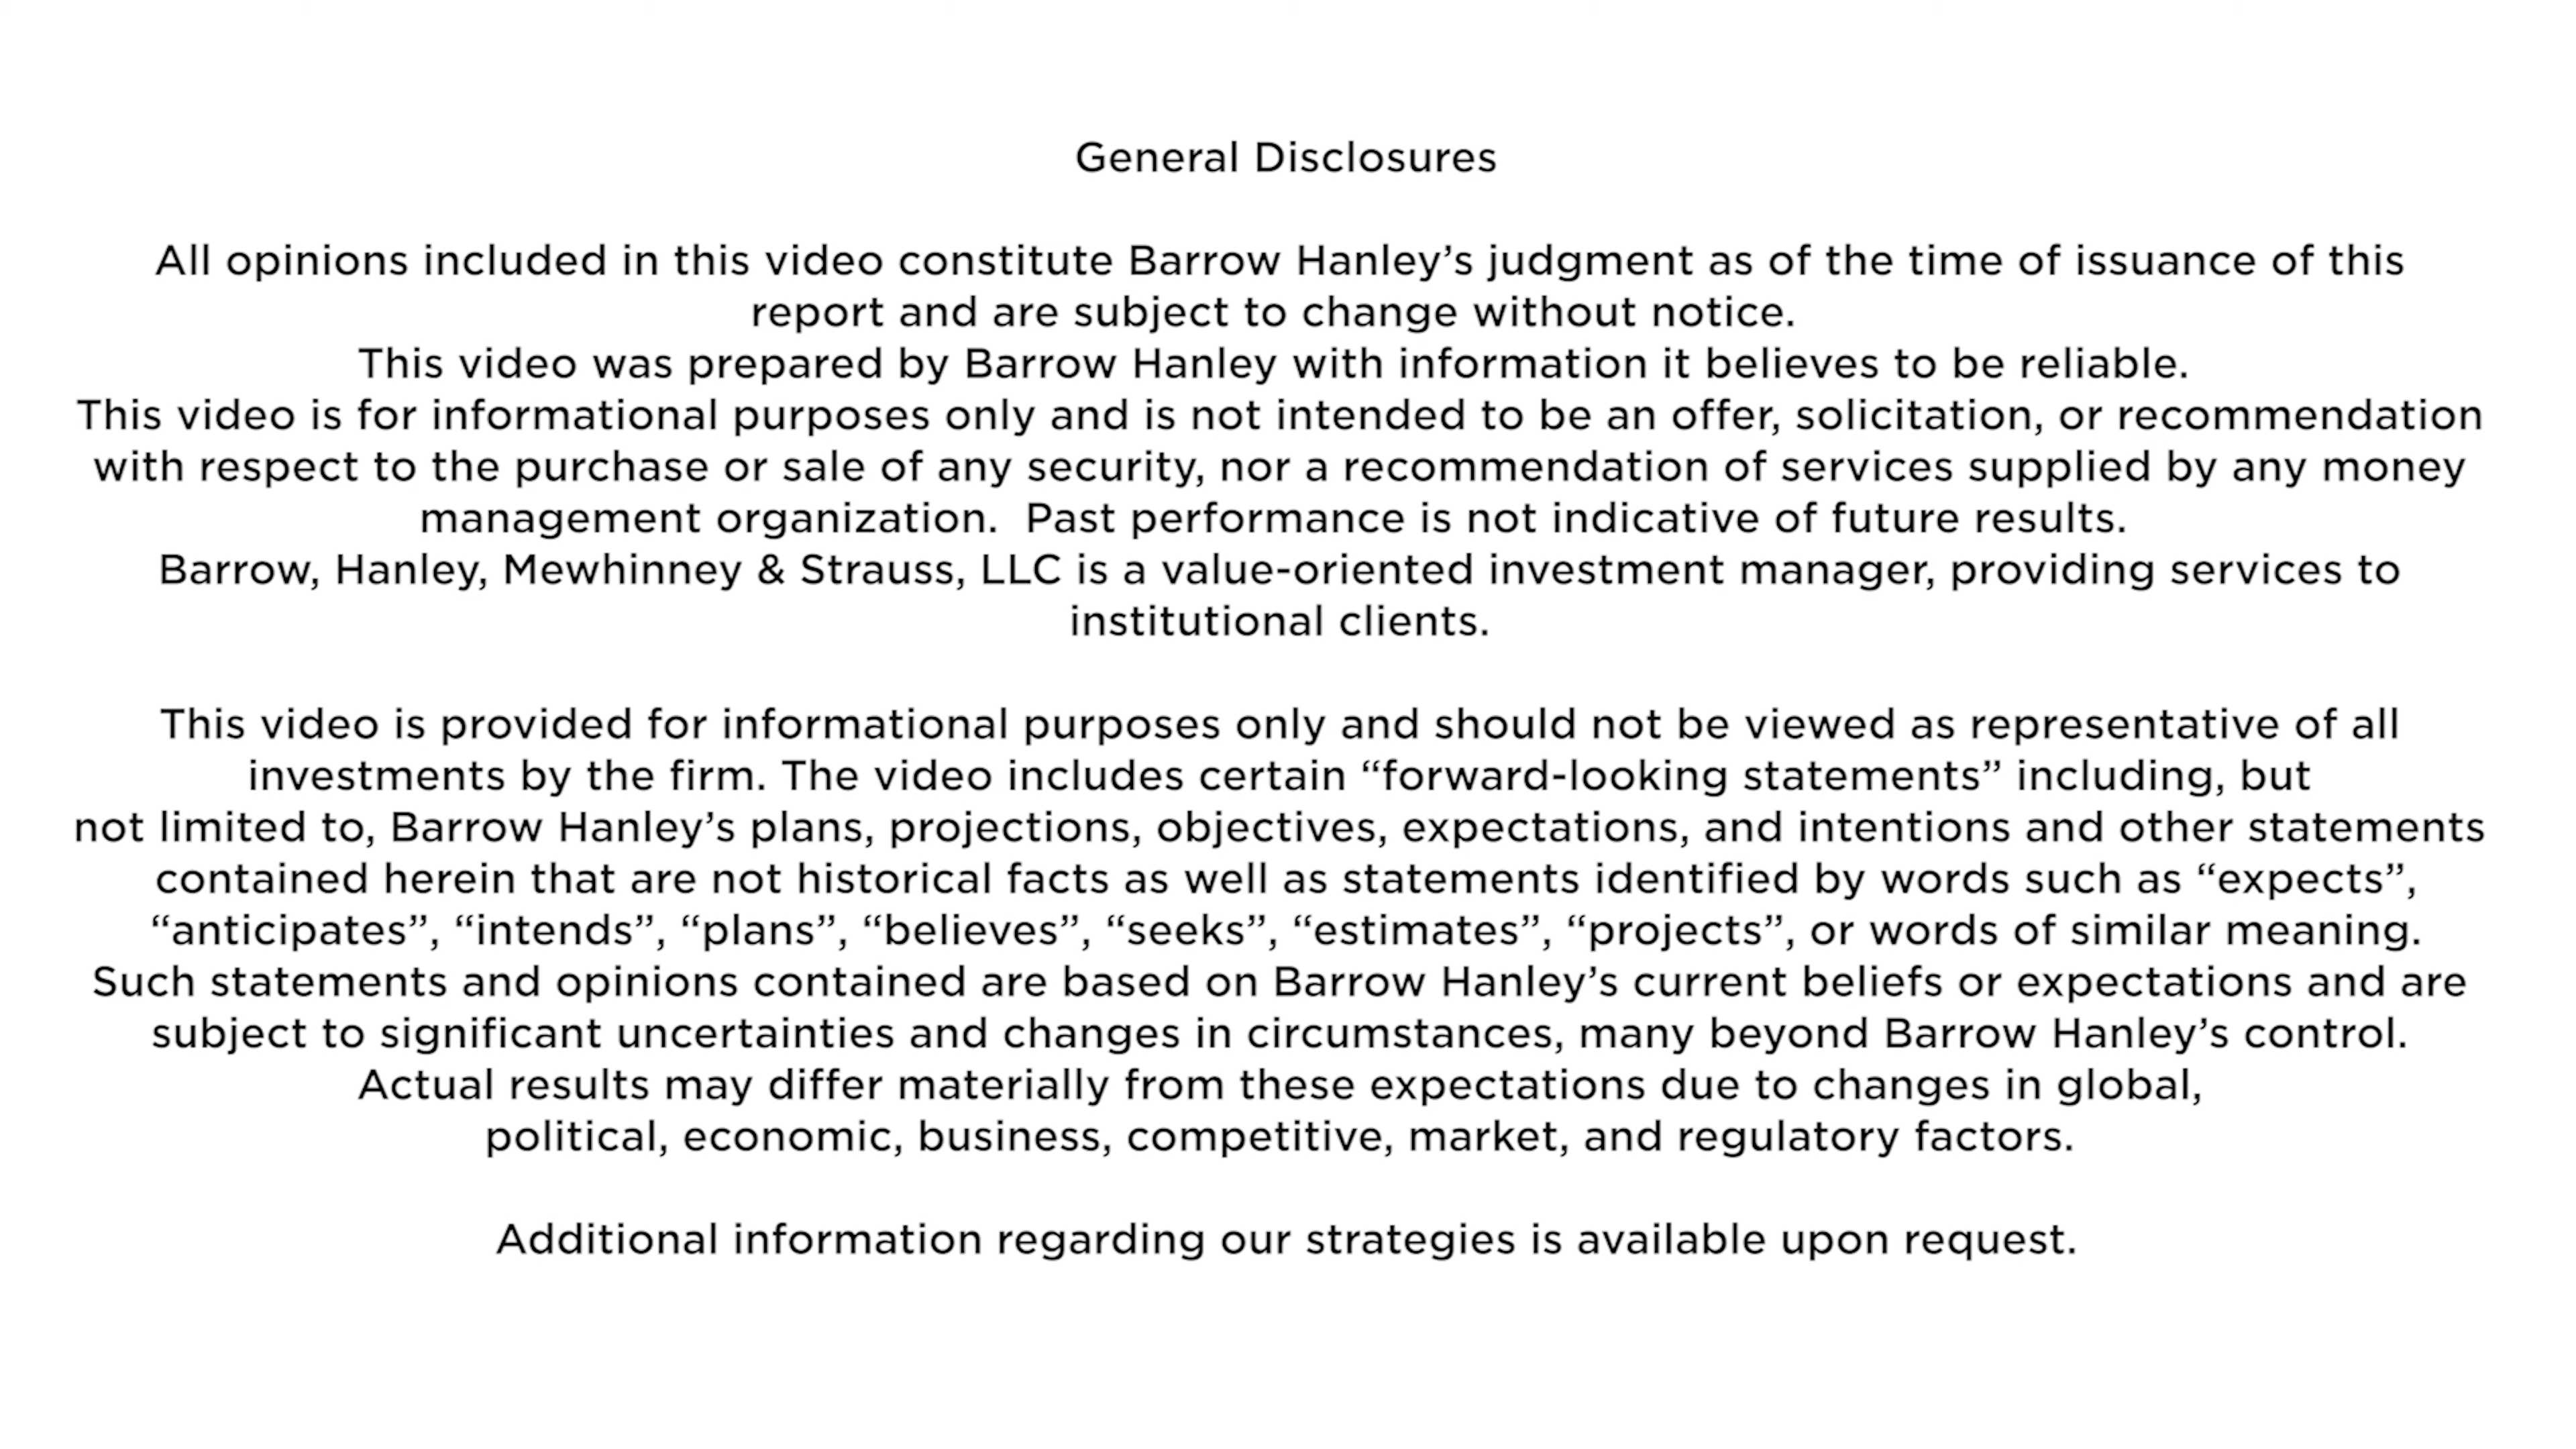 General Disclosures
All opinions included in this video constitute Barrow Hanley’s judgment as of the time of issuance of this
report and are subject to change without notice.
This video was prepared by Barrow Hanley with information it believes to be reliable.
This video is for informational purposes only and is not intended to be an offer, solicitation, or recommendation
with respect to the purchase or sale of any security, nor a recommendation of services supplied by any money
management organization.  Past performance is not indicative of future results.
Barrow, Hanley, Mewhinney & Strauss, LLC is a value-oriented investment manager, providing services to
institutional clients.
This video is provided for informational purposes only and should not be viewed as representative of all
investments by the firm. The video includes certain “forward-looking statements” including, but
not limited to, Barrow Hanley’s plans, projections, objectives, expectations, and intentions and other statements
contained herein that are not historical facts as well as statements identified by words such as “expects”,
“anticipates”, “intends”, “plans”, “believes”, “seeks”, “estimates”, “projects”, or words of similar meaning.
Such statements and opinions contained are based on Barrow Hanley’s current beliefs or expectations and are
subject to significant uncertainties and changes in circumstances, many beyond Barrow Hanley’s control.
Actual results may differ materially from these expectations due to changes in global,
political, economic, business, competitive, market, and regulatory factors.
Additional information regarding our strategies is available upon request.